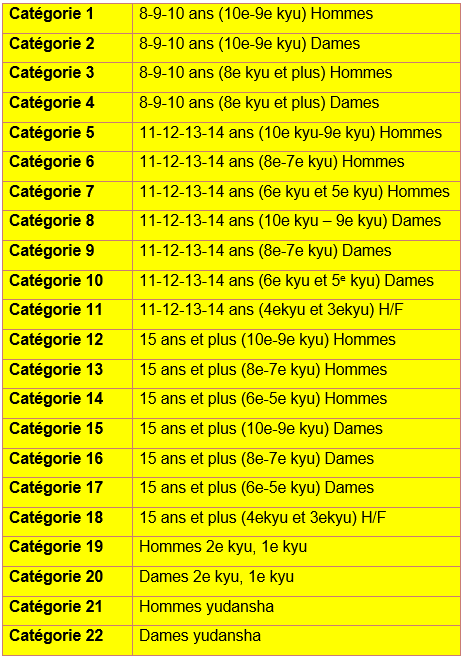 Catégorie 1 8-9-10 ans (10e-9e kyu) Hommes
Catégorie 2 8-9-10 ans (10e-9e kyu) Dames
Catégorie 3 8-9-10 ans (8e kyu et plus) Hommes
Catégorie 4 8-9-10 ans (8e kyu et plus) Dames
Catégorie 5 11-12-13-14 ans (10e kyu-9e kyu) Hommes
Catégorie 6 11-12-13-14 ans (8e-7e kyu) Hommes
Catégorie 7 11-12-13-14 ans (6e kyu et 5e kyu) Hommes
Catégorie 8 11-12-13-14 ans (10e kyu – 9e kyu) Dames
Catégorie 9 11-12-13-14 ans (8e-7e kyu) Dames
Catégorie 10 11-12-13-14 ans (6e kyu et 5ᵉ kyu) Dames
Catégorie 11 11-12-13-14 ans (4ekyu et 3ekyu) H/F
Catégorie 12 15 ans et plus (10e-9e kyu) Hommes
Catégorie 13 15 ans et plus (8e-7e kyu) Hommes
Catégorie 14 15 ans et plus (6e-5e kyu) Hommes
Catégorie 15 15 ans et plus (10e-9e kyu) Dames
Catégorie 16 15 ans et plus (8e-7e kyu) Dames
Catégorie 17 15 ans et plus (6e-5e kyu) Dames
Catégorie 18 15 ans et plus (4ekyu et 3ekyu) H/F
Catégorie 19 Hommes 2e kyu, 1e kyu
Catégorie 20 Dames 2e kyu, 1e kyu
Catégorie 21 Hommes yudansha
Catégorie 22 Dames yudansha